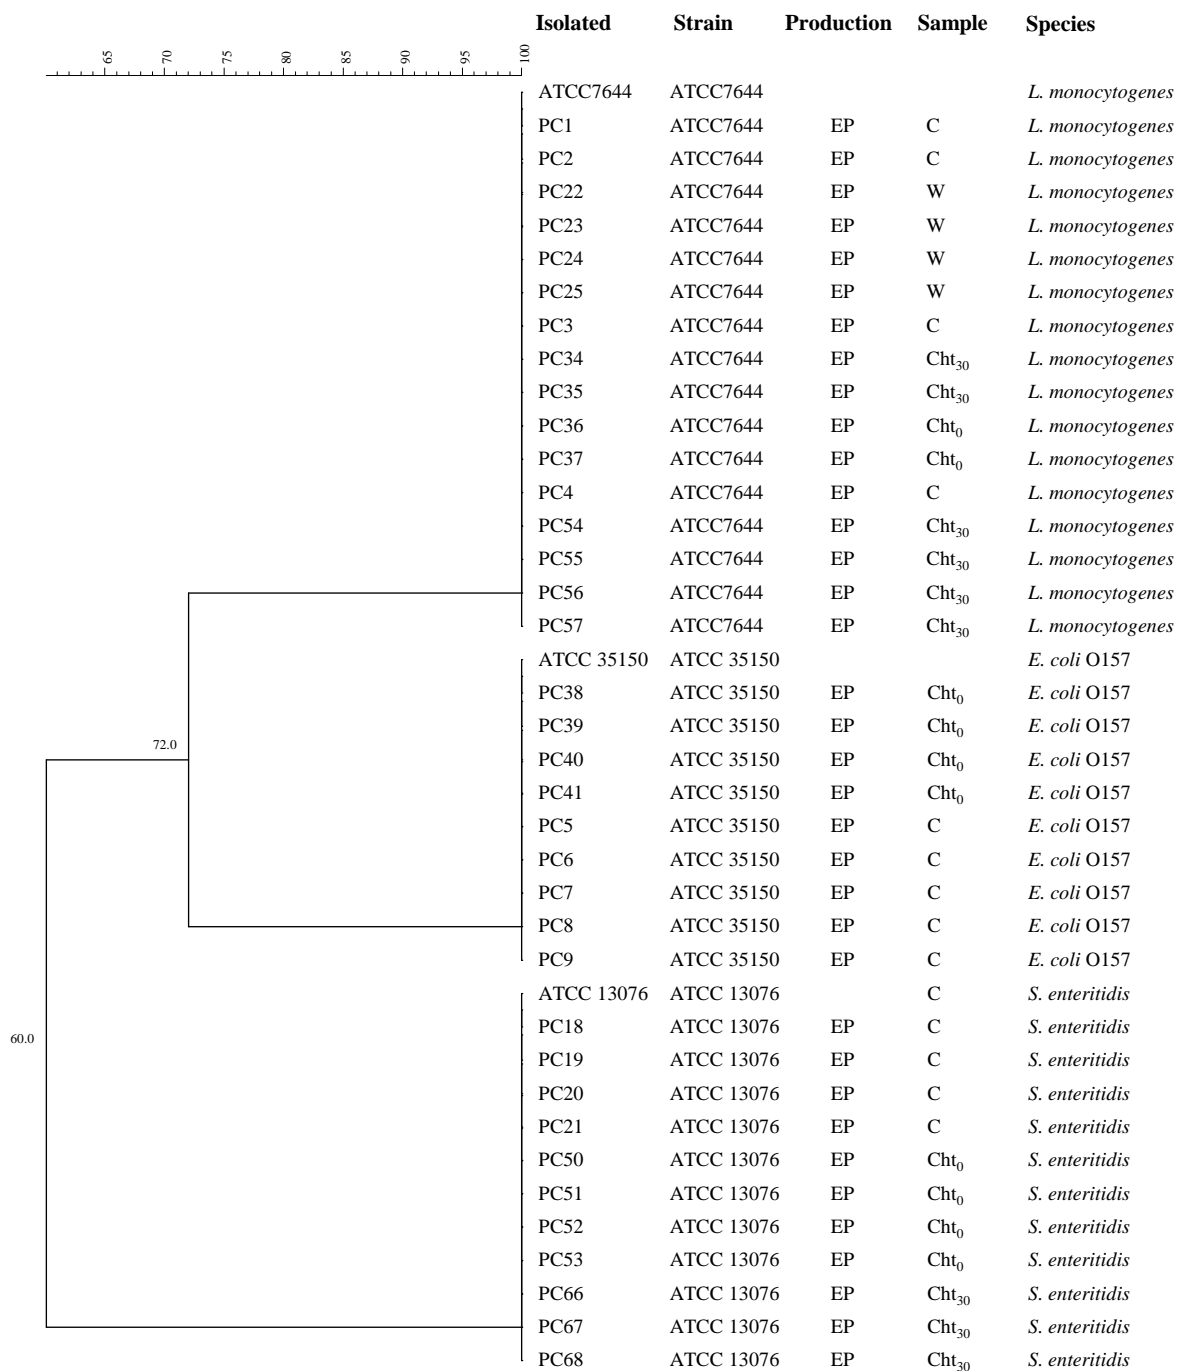 Isolated Strain Production Sample Species
65 70 75 80 85 90 95 100
ATCC7644 ATCC7644 L. monocytogenes
PC1 ATCC7644 EP C L. monocytogenes
PC2 ATCC7644 EP C L. monocytogenes
PC22 ATCC7644 EP W L. monocytogenes
PC23 ATCC7644 EP W L. monocytogenes
PC24 ATCC7644 EP W L. monocytogenes
PC25 ATCC7644 EP W L. monocytogenes
PC3 ATCC7644 EP C L. monocytogenes
PC34 ATCC7644 EP Cht30 L. monocytogenes
PC35 ATCC7644 EP Cht30 L. monocytogenes
PC36 ATCC7644 EP Cht0 L. monocytogenes
PC37 ATCC7644 EP Cht0 L. monocytogenes
PC4 ATCC7644 EP C L. monocytogenes
PC54 ATCC7644 EP Cht30 L. monocytogenes
PC55 ATCC7644 EP Cht30 L. monocytogenes
PC56 ATCC7644 EP Cht30 L. monocytogenes
PC57 ATCC7644 EP Cht30 L. monocytogenes
ATCC 35150 ATCC 35150 E. coli O157
PC38 ATCC 35150 EP Cht0 E. coli O157
PC39 ATCC 35150 EP Cht0 E. coli O157
72.0
PC40 ATCC 35150 EP Cht0 E. coli O157
PC41 ATCC 35150 EP Cht0 E. coli O157
PC5 ATCC 35150 EP C E. coli O157
PC6 ATCC 35150 EP C E. coli O157
PC7 ATCC 35150 EP C E. coli O157
PC8 ATCC 35150 EP C E. coli O157
PC9 ATCC 35150 EP C E. coli O157
ATCC 13076 ATCC 13076 C S. enteritidis
PC18 ATCC 13076 EP C S. enteritidis
60.0
PC19 ATCC 13076 EP C S. enteritidis
PC20 ATCC 13076 EP C S. enteritidis
PC21 ATCC 13076 EP C S. enteritidis
PC50 ATCC 13076 EP Cht0 S. enteritidis
PC51 ATCC 13076 EP Cht0 S. enteritidis
PC52 ATCC 13076 EP Cht0 S. enteritidis
PC53 ATCC 13076 EP Cht0 S. enteritidis
PC66 ATCC 13076 EP Cht30 S. enteritidis
PC67 ATCC 13076 EP Cht30 S. enteritidis
PC68 ATCC 13076 EP Cht30 S. enteritidis